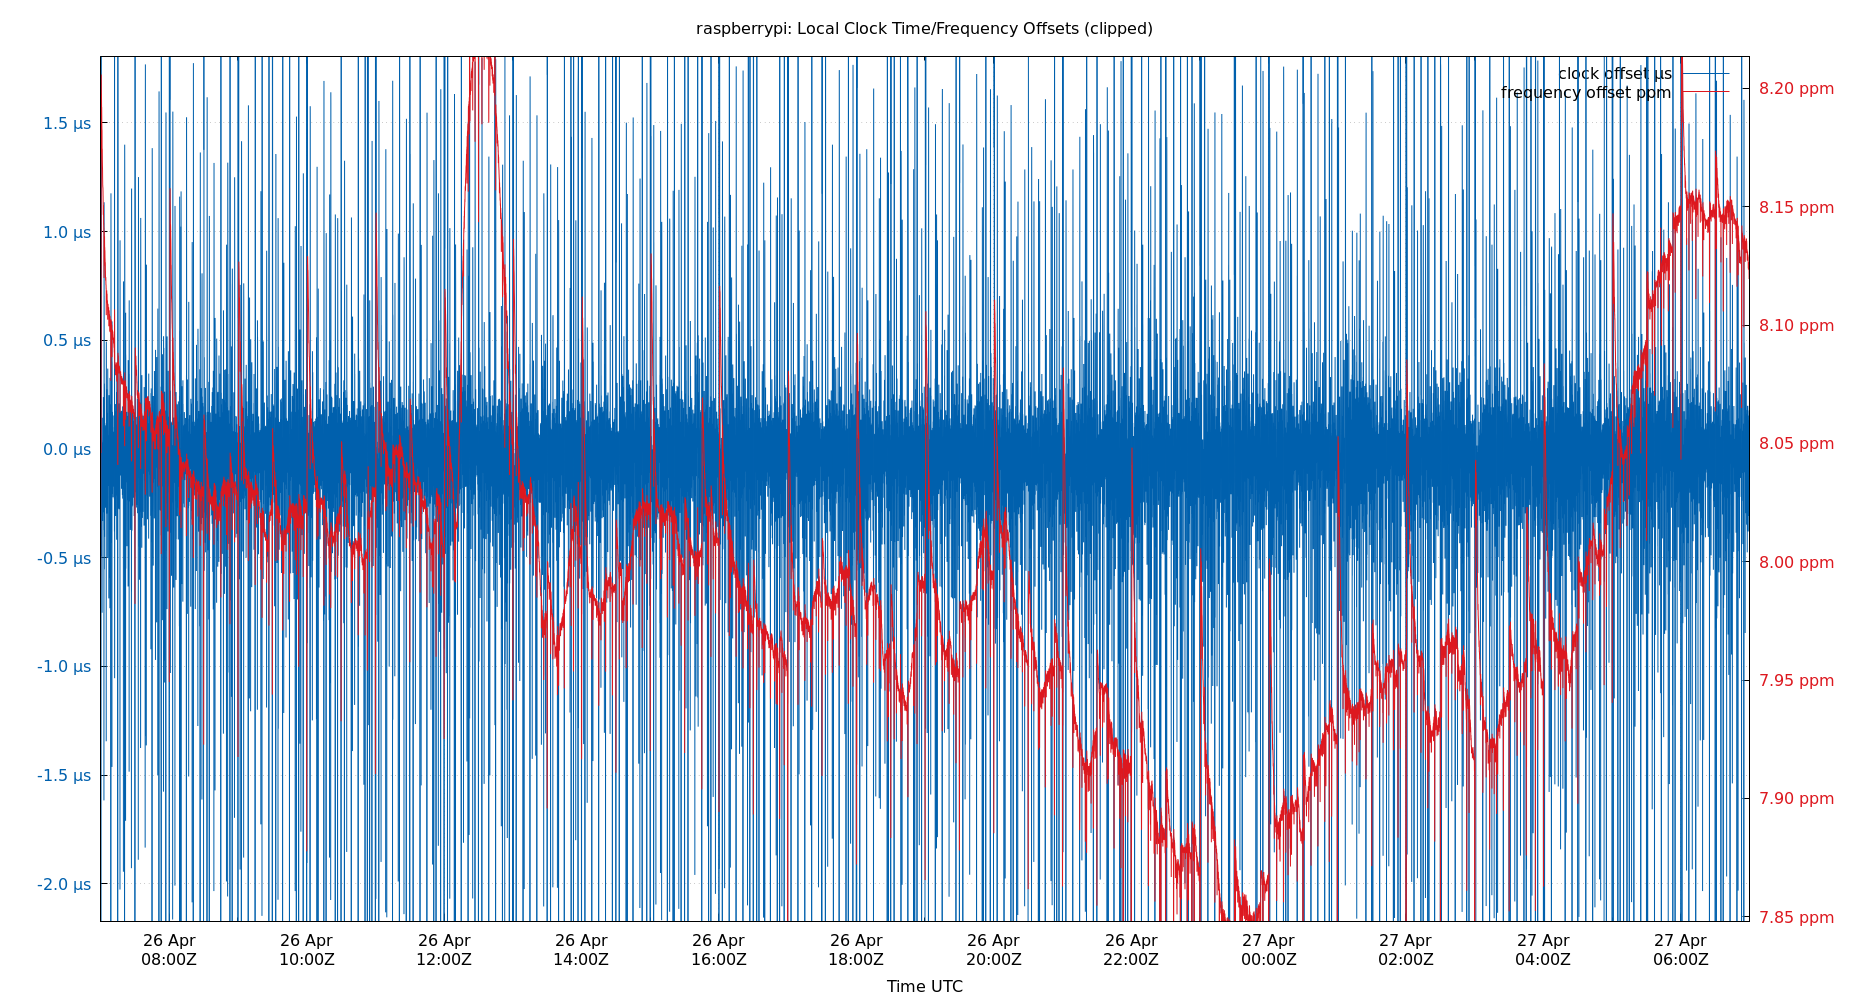 raspberrypi: Local Clock Time/Frequency Offsets (clipped)
clock offset µs
frequency offset ppm
1.5 µs
1.0 µs
0.5 µs
0.0 µs
-0.5 µs
-1.0 µs
-1.5 µs
-2.0 µs
8.20 ppm
8.15 ppm
8.10 ppm
8.05 ppm
8.00 ppm
7.95 ppm
7.90 ppm
7.85 ppm
26 Apr 26 Apr 26 Apr 26 Apr 26 Apr 26 Apr 26 Apr 26 Apr 27 Apr 27 Apr 27 Apr 27 Apr
08:00Z 10:00Z 12:00Z 14:00Z 16:00Z 18:00Z 20:00Z 22:00Z 00:00Z 02:00Z 04:00Z 06:00Z
Time UTC